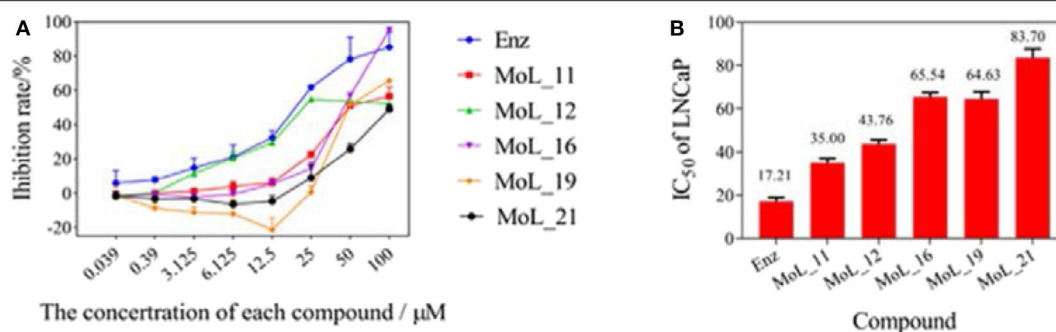 A
Ihibition rate/%
100
80
60
40
20
0
-20
0.039
0.39
3.125
6.125
12.5
25
50
100
The concertration of each compound / μM
Enz
MoL_11
MoL_12
MoL_16
MoL_19
MoL_21
B
IC50 of LNCaP
100
80
60
40
20
0
17.21
35.00
43.76
65.54
64.63
83.70
Enz
MoL_11
MoL_12
MoL_16
MoL_19
MoL_21
Compound